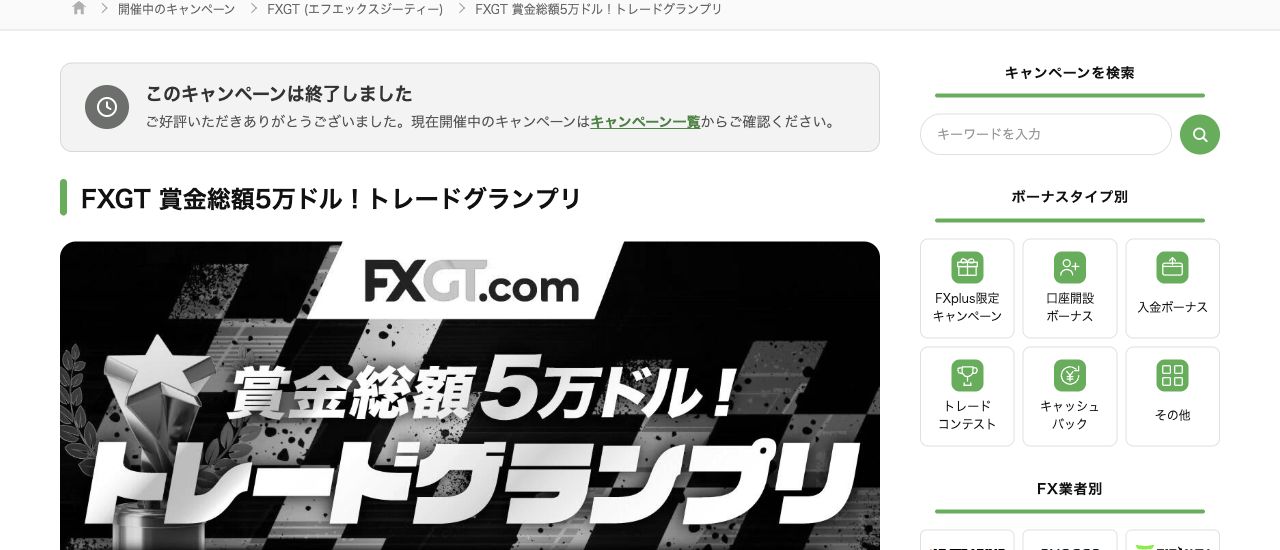 開催中のキャンペーン
FXGT (エフエックスジーティー)
FXGT 賞金総額5万ドル！トレードグランプリ
このキャンペーンは終了しました
ご好評いただきありがとうございました。現在開催中のキャンペーンはキャンペーン一覧からご確認ください。
FXGT 賞金総額5万ドル！トレードグランプリ
FXGT.com
賞金総額5万ドル！
トレードグランプリ
キャンペーンを検索
キーワードを入力
ボーナスタイプ別
FXplus限定
キャンペーン
口座開設
ボーナス
入金ボーナス
トレード
コンテスト
キャッシュ
バック
その他
FX業者別